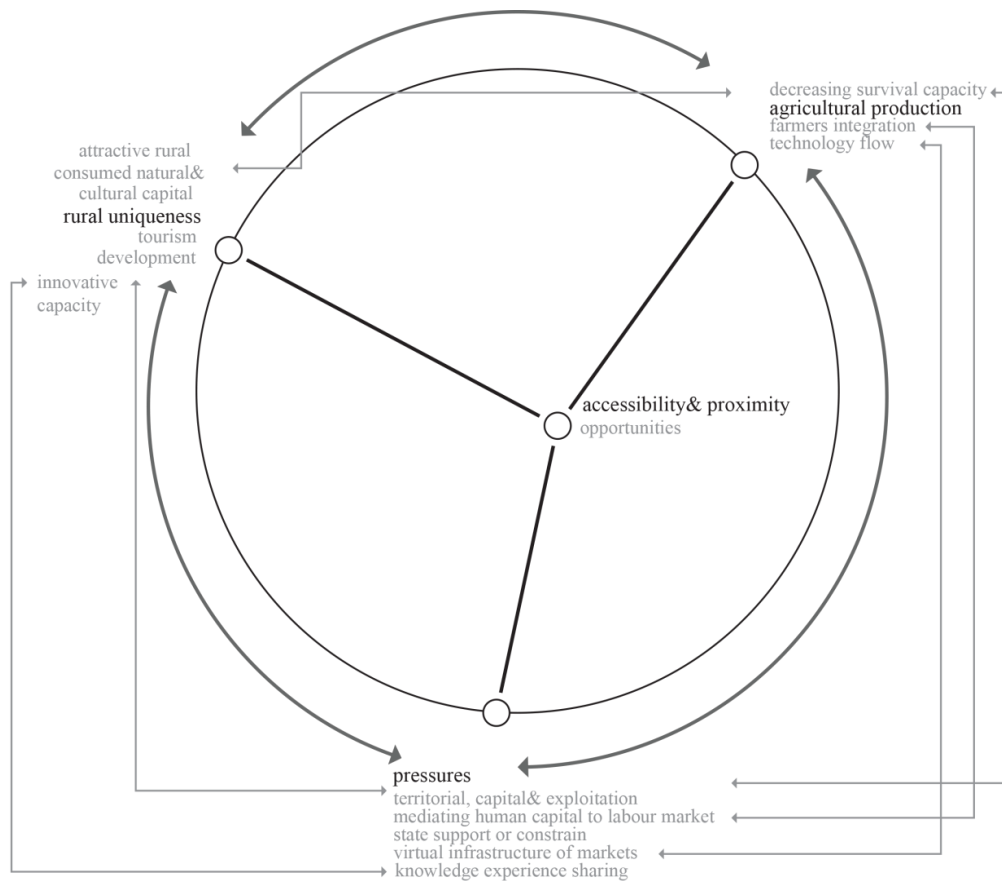 decreasing survival capacity
agricultural production
farmers integration
technology flow
attractive rural
consumed natural&
cultural capital
rural uniqueness
tourism
development
innovative
capacity
accessibility& proximity
opportunities
pressures
territorial, capital& exploitation
mediating human capital to labour market
state support or constrain
virtual infrastructure of markets
knowledge experience sharing